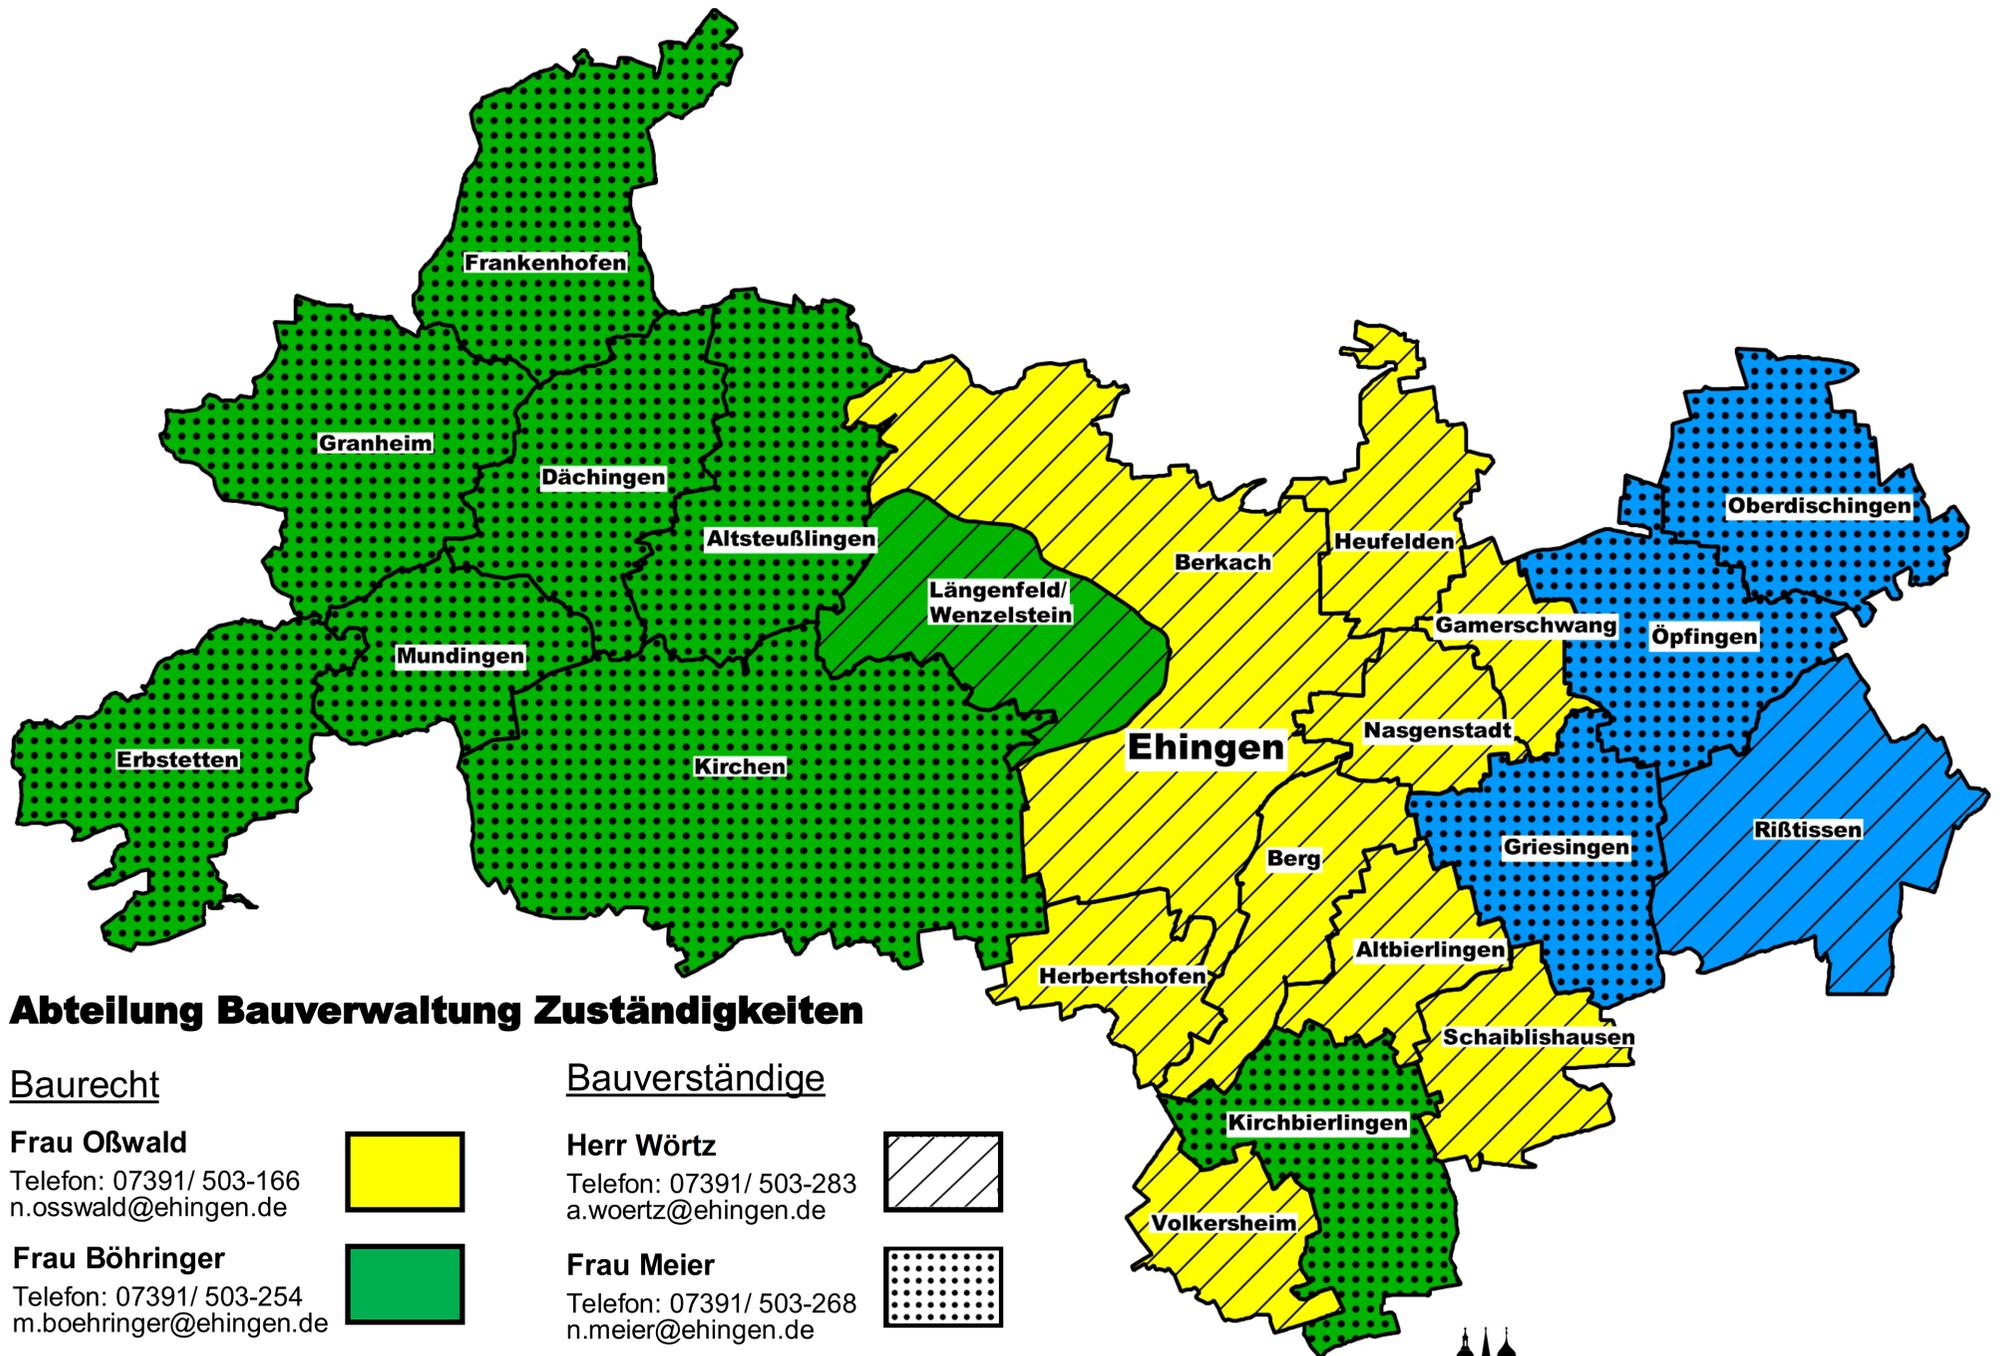 Frankenhofen
Granheim
Dächingen
Oberdischingen
Altsteußlingen
Heufelden
Berkach
Längenfeld/
Wenzelstein
Gamerschwang
Öpfingen
Mundingen
Nasgenstadt
Ehingen
Erbstetten
Kirchen
Rißtissen
Griesingen
Berg
Altbierlingen
Herbertshofen
Schaiblishausen
Kirchbierlingen
Volkersheim
Abteilung Bauverwaltung Zuständigkeiten
Baurecht
Frau Oßwald
Telefon: 07391/ 503-166
n.osswald@ehingen.de
Frau Böhringer
Telefon: 07391/ 503-254
m.boehringer@ehingen.de
Bauverständige
Herr Wörtz
Telefon: 07391/ 503-283
a.woertz@ehingen.de
Frau Meier
Telefon: 07391/ 503-268
n.meier@ehingen.de